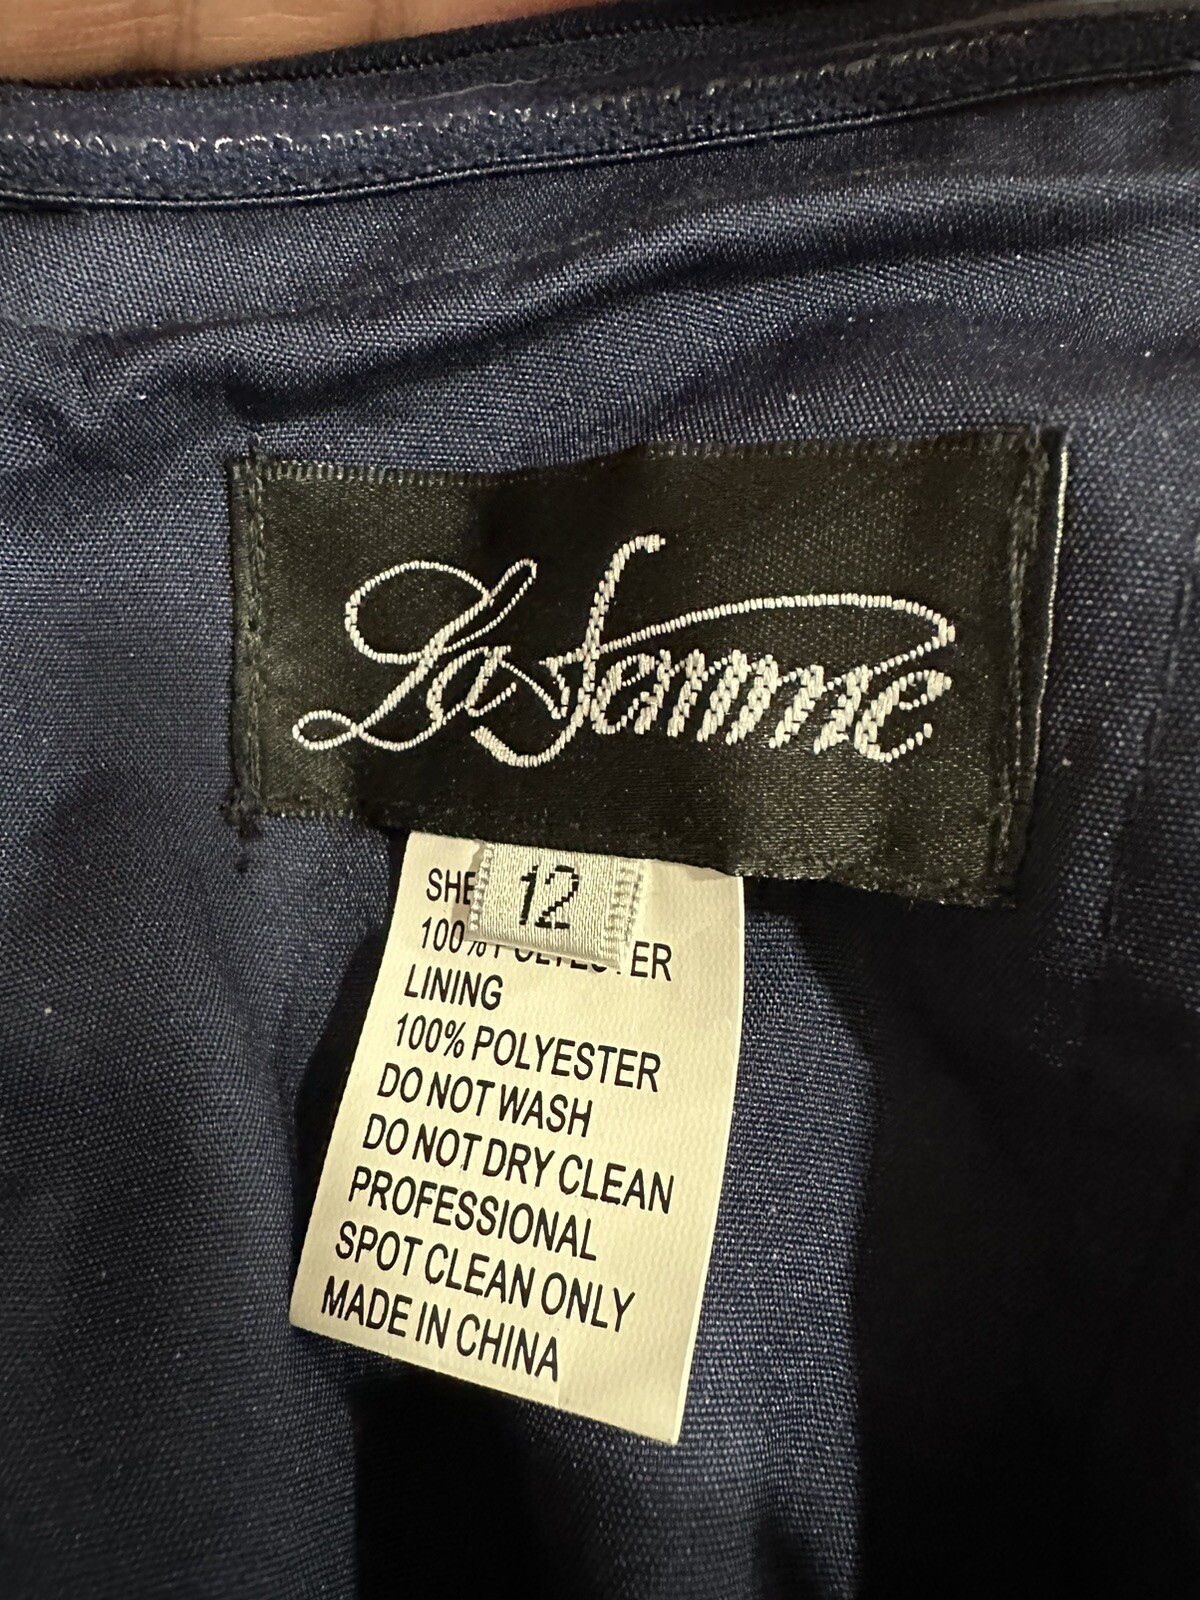 La Femme
12
100%
LINING
100% POLYESTER
DO NOT WASH
DO NOT DRY CLEAN
PROFESSIONAL
SPOT CLEAN ONLY
MADE IN CHINA